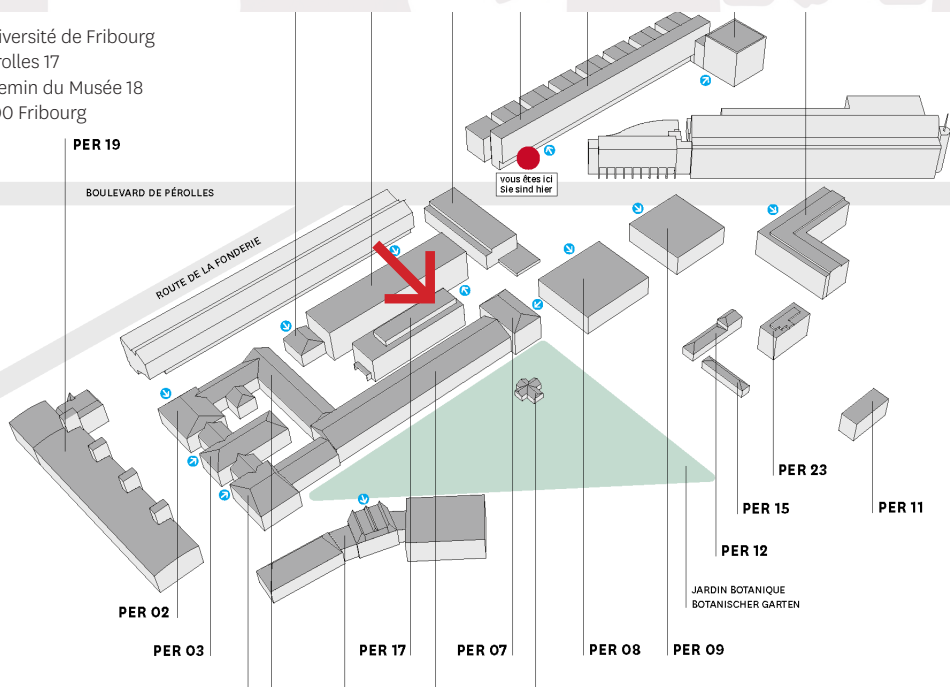 iversité de Fribourg
rolles 17
emin du Musée 18
00 Fribourg
PER 19
BOULEVARD DE PÉROLLES
vous êtes ici
Sie sind hier
ROUTE DE LA FONDERIE
PER 23
PER 15
PER 11
PER 12
JARDIN BOTANIQUE
BOTANISCHER GARTEN
PER 02
PER 03
PER 17
PER 07
PER 08
PER 09